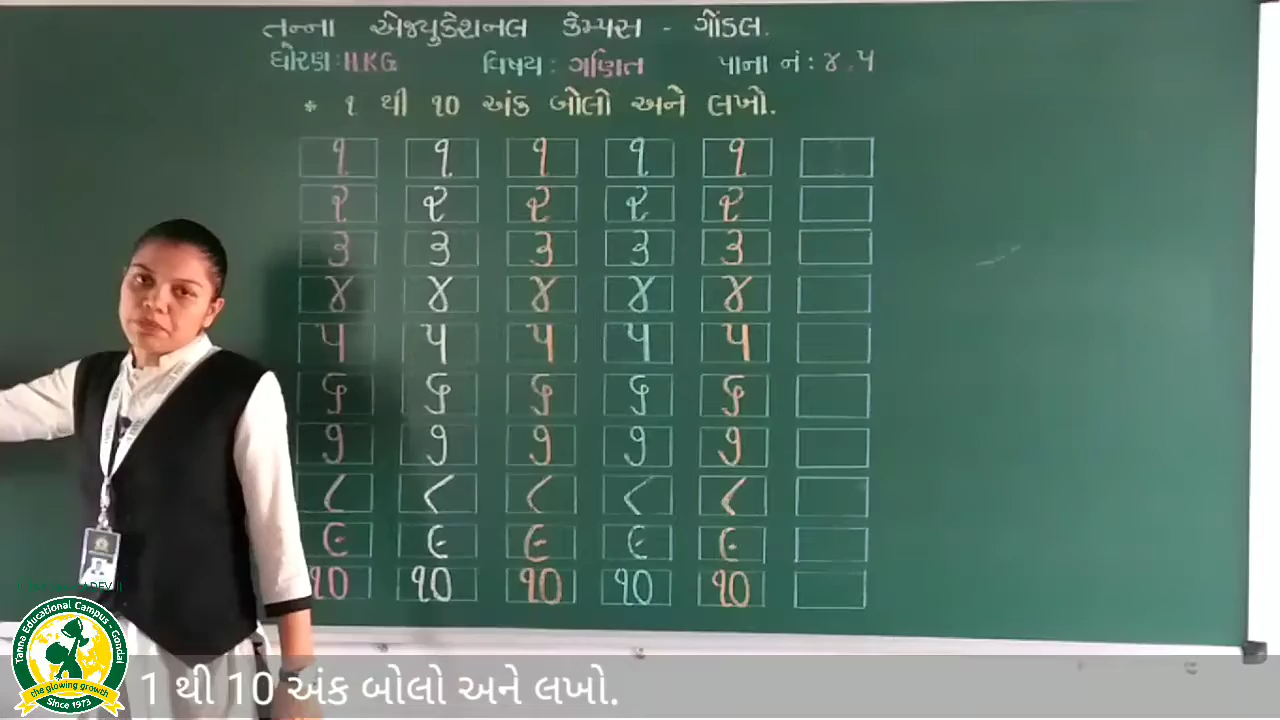 તન્ના એજ્યુકેશનલ કેમ્પસ - ગોંડલ.
ધોરણ: H.K.G વિષય: ગણિત પાના નં: ૪.૫
* ૧ થી ૧૦ અંક બોલો અને લખો.
૧ ૧ ૧ ૧ ૧
૨ ૨ ૨ ૨ ૨
૩ ૩ ૩ ૩ ૩
૪ ૪ ૪ ૪ ૪
૫ ૫ ૫ ૫ ૫
૬ ૬ ૬ ૬ ૬
૭ ૭ ૭ ૭ ૭
૮ ૮ ૮ ૮ ૮
૯ ૯ ૯ ૯ ૯
૧૦ ૧૦ ૧૦ ૧૦ ૧૦
Tanna Educational Campus - Gondal
the glowing growth
Since 1973
1 થી 10 અંક બોલો અને લખો.